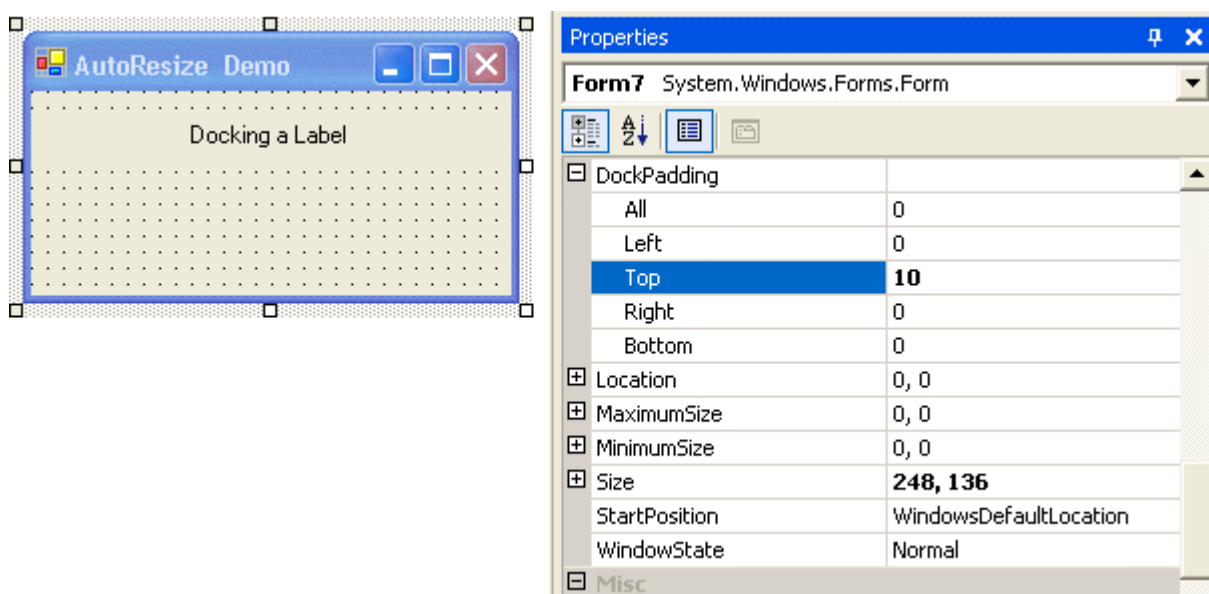 AutoResize Demo
Docking a Label
Properties
Form7 System.Windows.Forms.Form
A
Z
DockPadding
All 0
Left 0
Top 10
Right 0
Bottom 0
Location 0, 0
MaximumSize 0, 0
MinimumSize 0, 0
Size 248, 136
StartPosition WindowsDefaultLocation
WindowState Normal
Misc